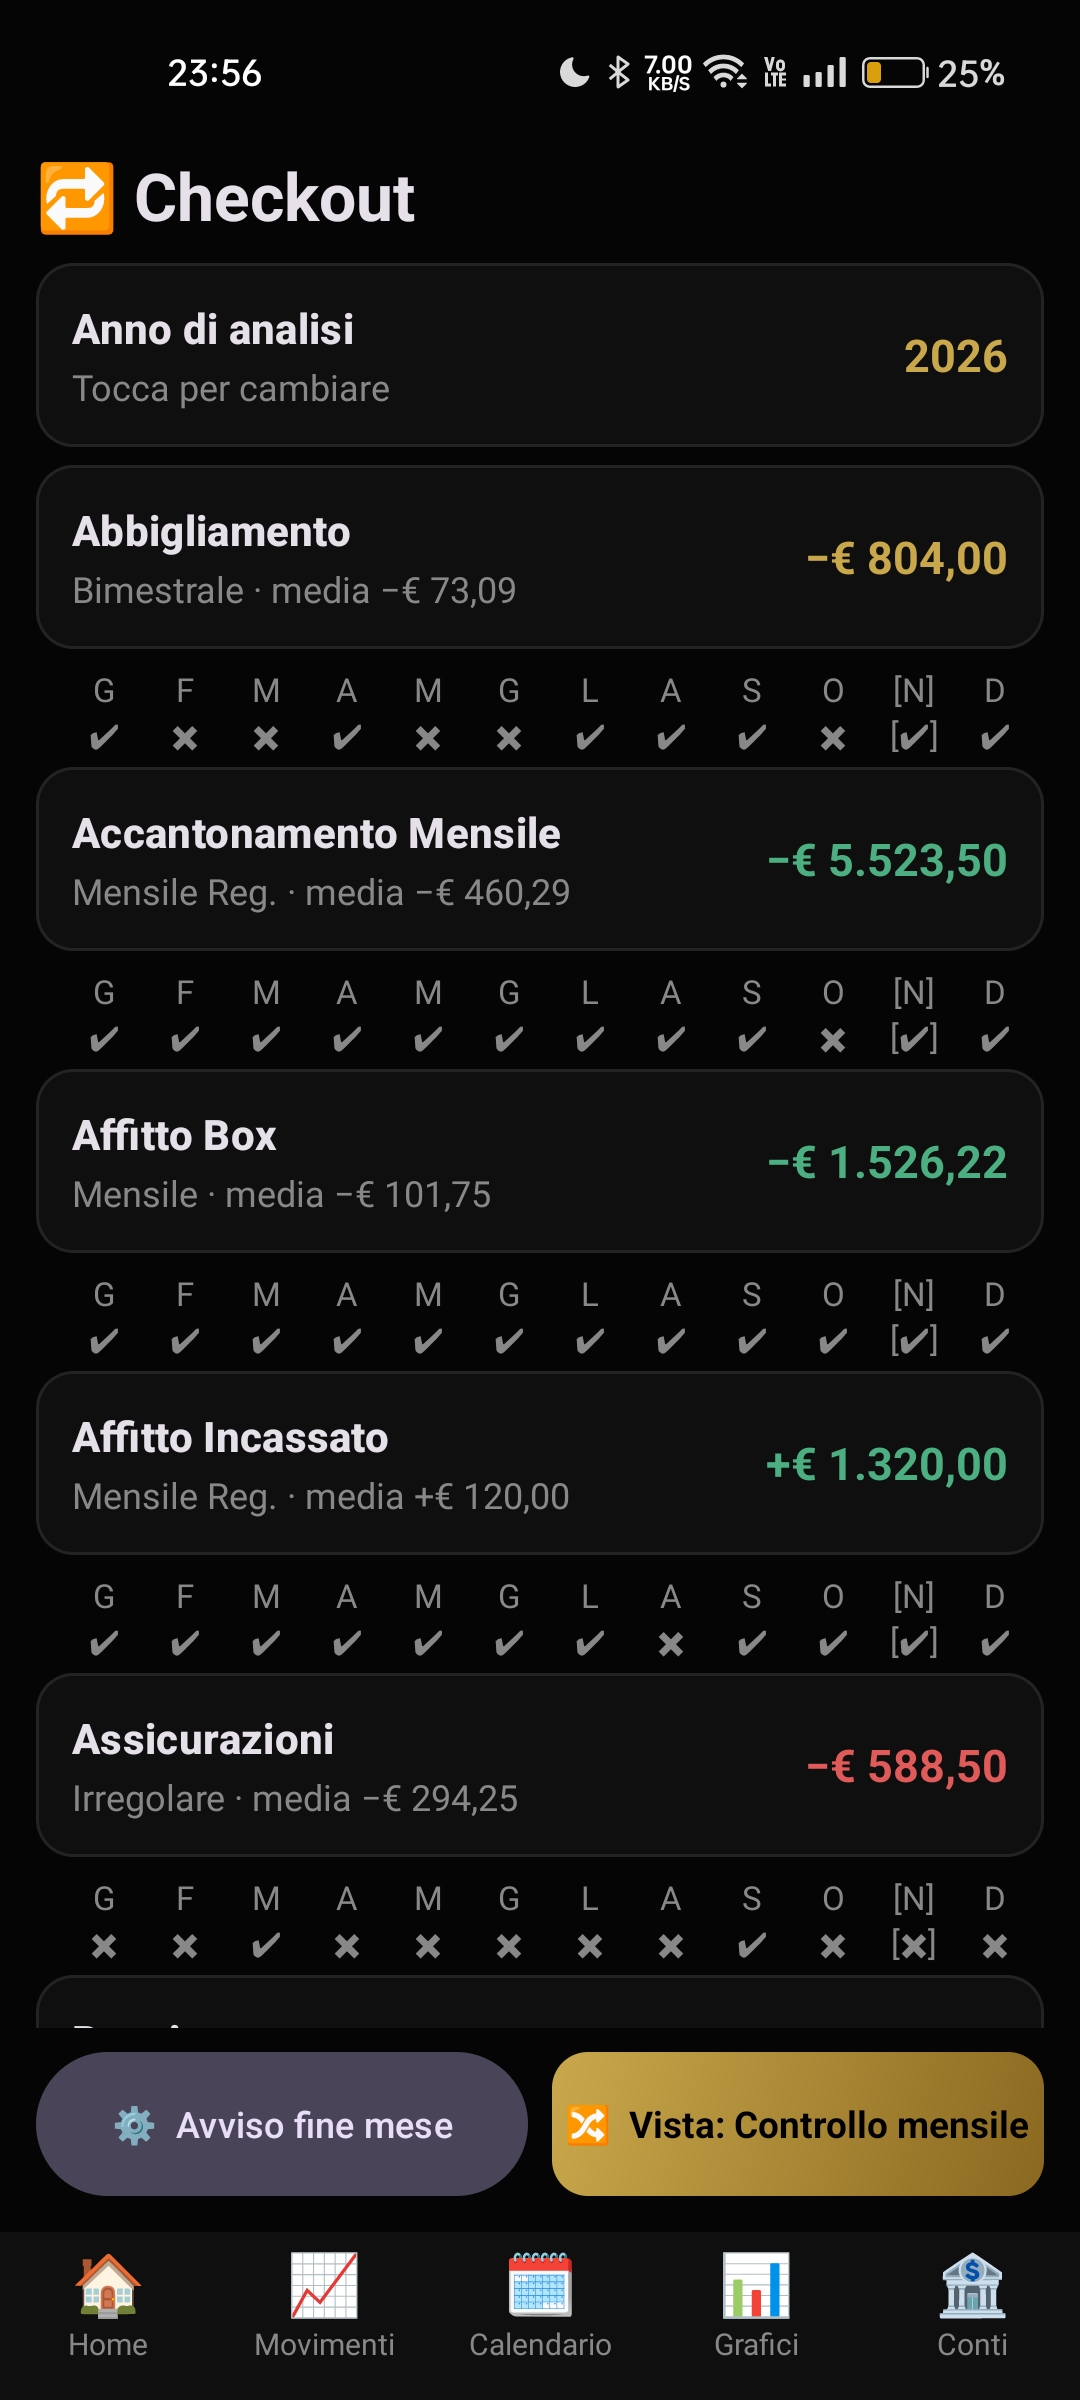 23:56 7.00 KB/S Vo LTE 25%
🔁 Checkout
Anno di analisi
Tocca per cambiare
2026
Abbigliamento
Bimestrale · media −€ 73,09
−€ 804,00
G F M A M G L A S O [N] D
✔ ✖ ✖ ✔ ✖ ✖ ✔ ✔ ✔ ✖ [✔] ✔
Accantonamento Mensile
Mensile Reg. · media −€ 460,29
−€ 5.523,50
G F M A M G L A S O [N] D
✔ ✔ ✔ ✔ ✔ ✔ ✔ ✔ ✔ ✖ [✔] ✔
Affitto Box
Mensile · media −€ 101,75
−€ 1.526,22
G F M A M G L A S O [N] D
✔ ✔ ✔ ✔ ✔ ✔ ✔ ✔ ✔ ✔ [✔] ✔
Affitto Incassato
Mensile Reg. · media +€ 120,00
+€ 1.320,00
G F M A M G L A S O [N] D
✔ ✔ ✔ ✔ ✔ ✔ ✔ ✖ ✔ ✔ [✔] ✔
Assicurazioni
Irregolare · media −€ 294,25
−€ 588,50
G F M A M G L A S O [N] D
✖ ✖ ✔ ✖ ✖ ✖ ✖ ✖ ✔ ✖ [✖] ✖
⚙️ Avviso fine mese
🔀 Vista: Controllo mensile
Home Movimenti Calendario Grafici Conti